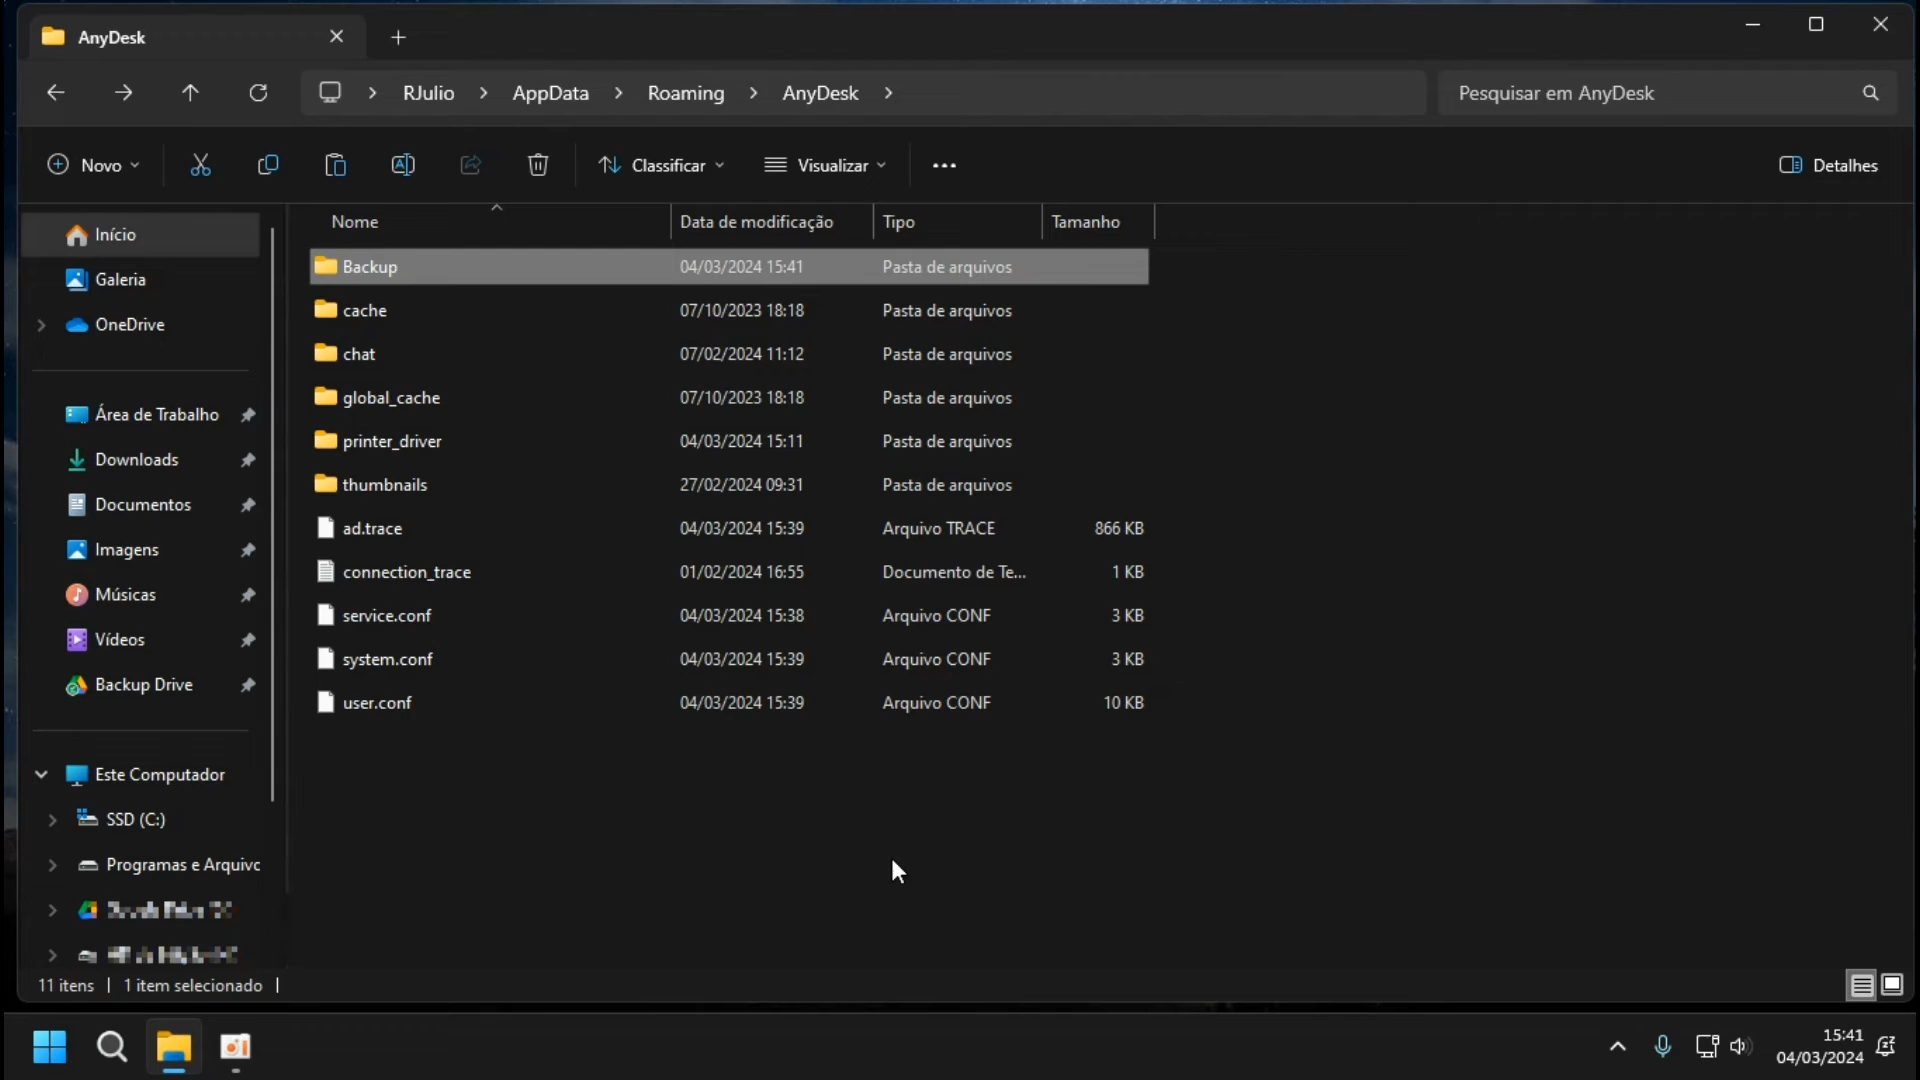 AnyDesk
RJulio > AppData > Roaming > AnyDesk >
Pesquisar em AnyDesk
Novo
Classificar
Visualizar
Detalhes
Nome Data de modificação Tipo Tamanho
Início
Galeria
OneDrive
Área de Trabalho
Downloads
Documentos
Imagens
Músicas
Vídeos
Backup Drive
Este Computador
SSD (C:)
Programas e Arquivc
Backup 04/03/2024 15:41 Pasta de arquivos
cache 07/10/2023 18:18 Pasta de arquivos
chat 07/02/2024 11:12 Pasta de arquivos
global_cache 07/10/2023 18:18 Pasta de arquivos
printer_driver 04/03/2024 15:11 Pasta de arquivos
thumbnails 27/02/2024 09:31 Pasta de arquivos
ad.trace 04/03/2024 15:39 Arquivo TRACE 866 KB
connection_trace 01/02/2024 16:55 Documento de Te... 1 KB
service.conf 04/03/2024 15:38 Arquivo CONF 3 KB
system.conf 04/03/2024 15:39 Arquivo CONF 3 KB
user.conf 04/03/2024 15:39 Arquivo CONF 10 KB
11 itens | 1 item selecionado |
15:41
04/03/2024